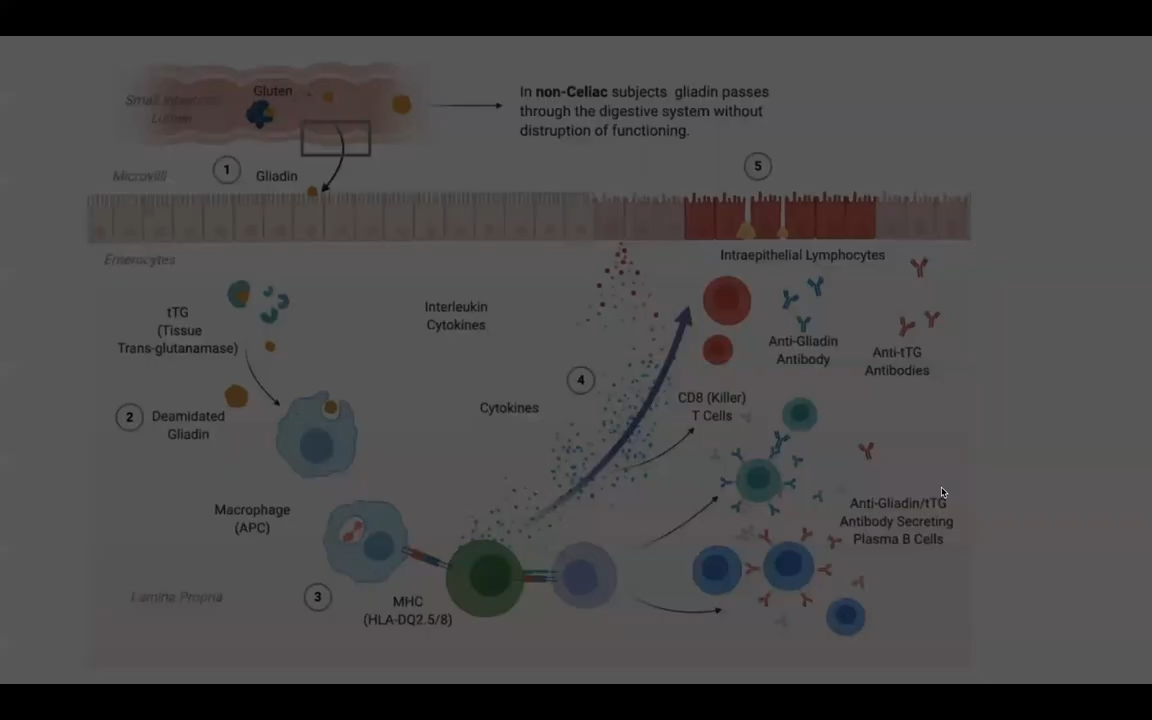 Gluten
Small Intestinal
Lumen
In non-Celiac subjects gliadin passes
through the digestive system without
distruption of functioning.
1
Gliadin
Microvilli
5
Enterocytes
Intraepithelial Lymphocytes
tTG
(Tissue
Trans-glutanamase)
Interleukin
Cytokines
Anti-Gliadin
Antibody
Anti-tTG
Antibodies
4
2
Deamidated
Gliadin
Cytokines
CD8 (Killer)
T Cells
Macrophage
(APC)
Anti-Gliadin/tTG
Antibody Secreting
Plasma B Cells
3
MHC
(HLA-DQ2.5/8)
Lamine Propria